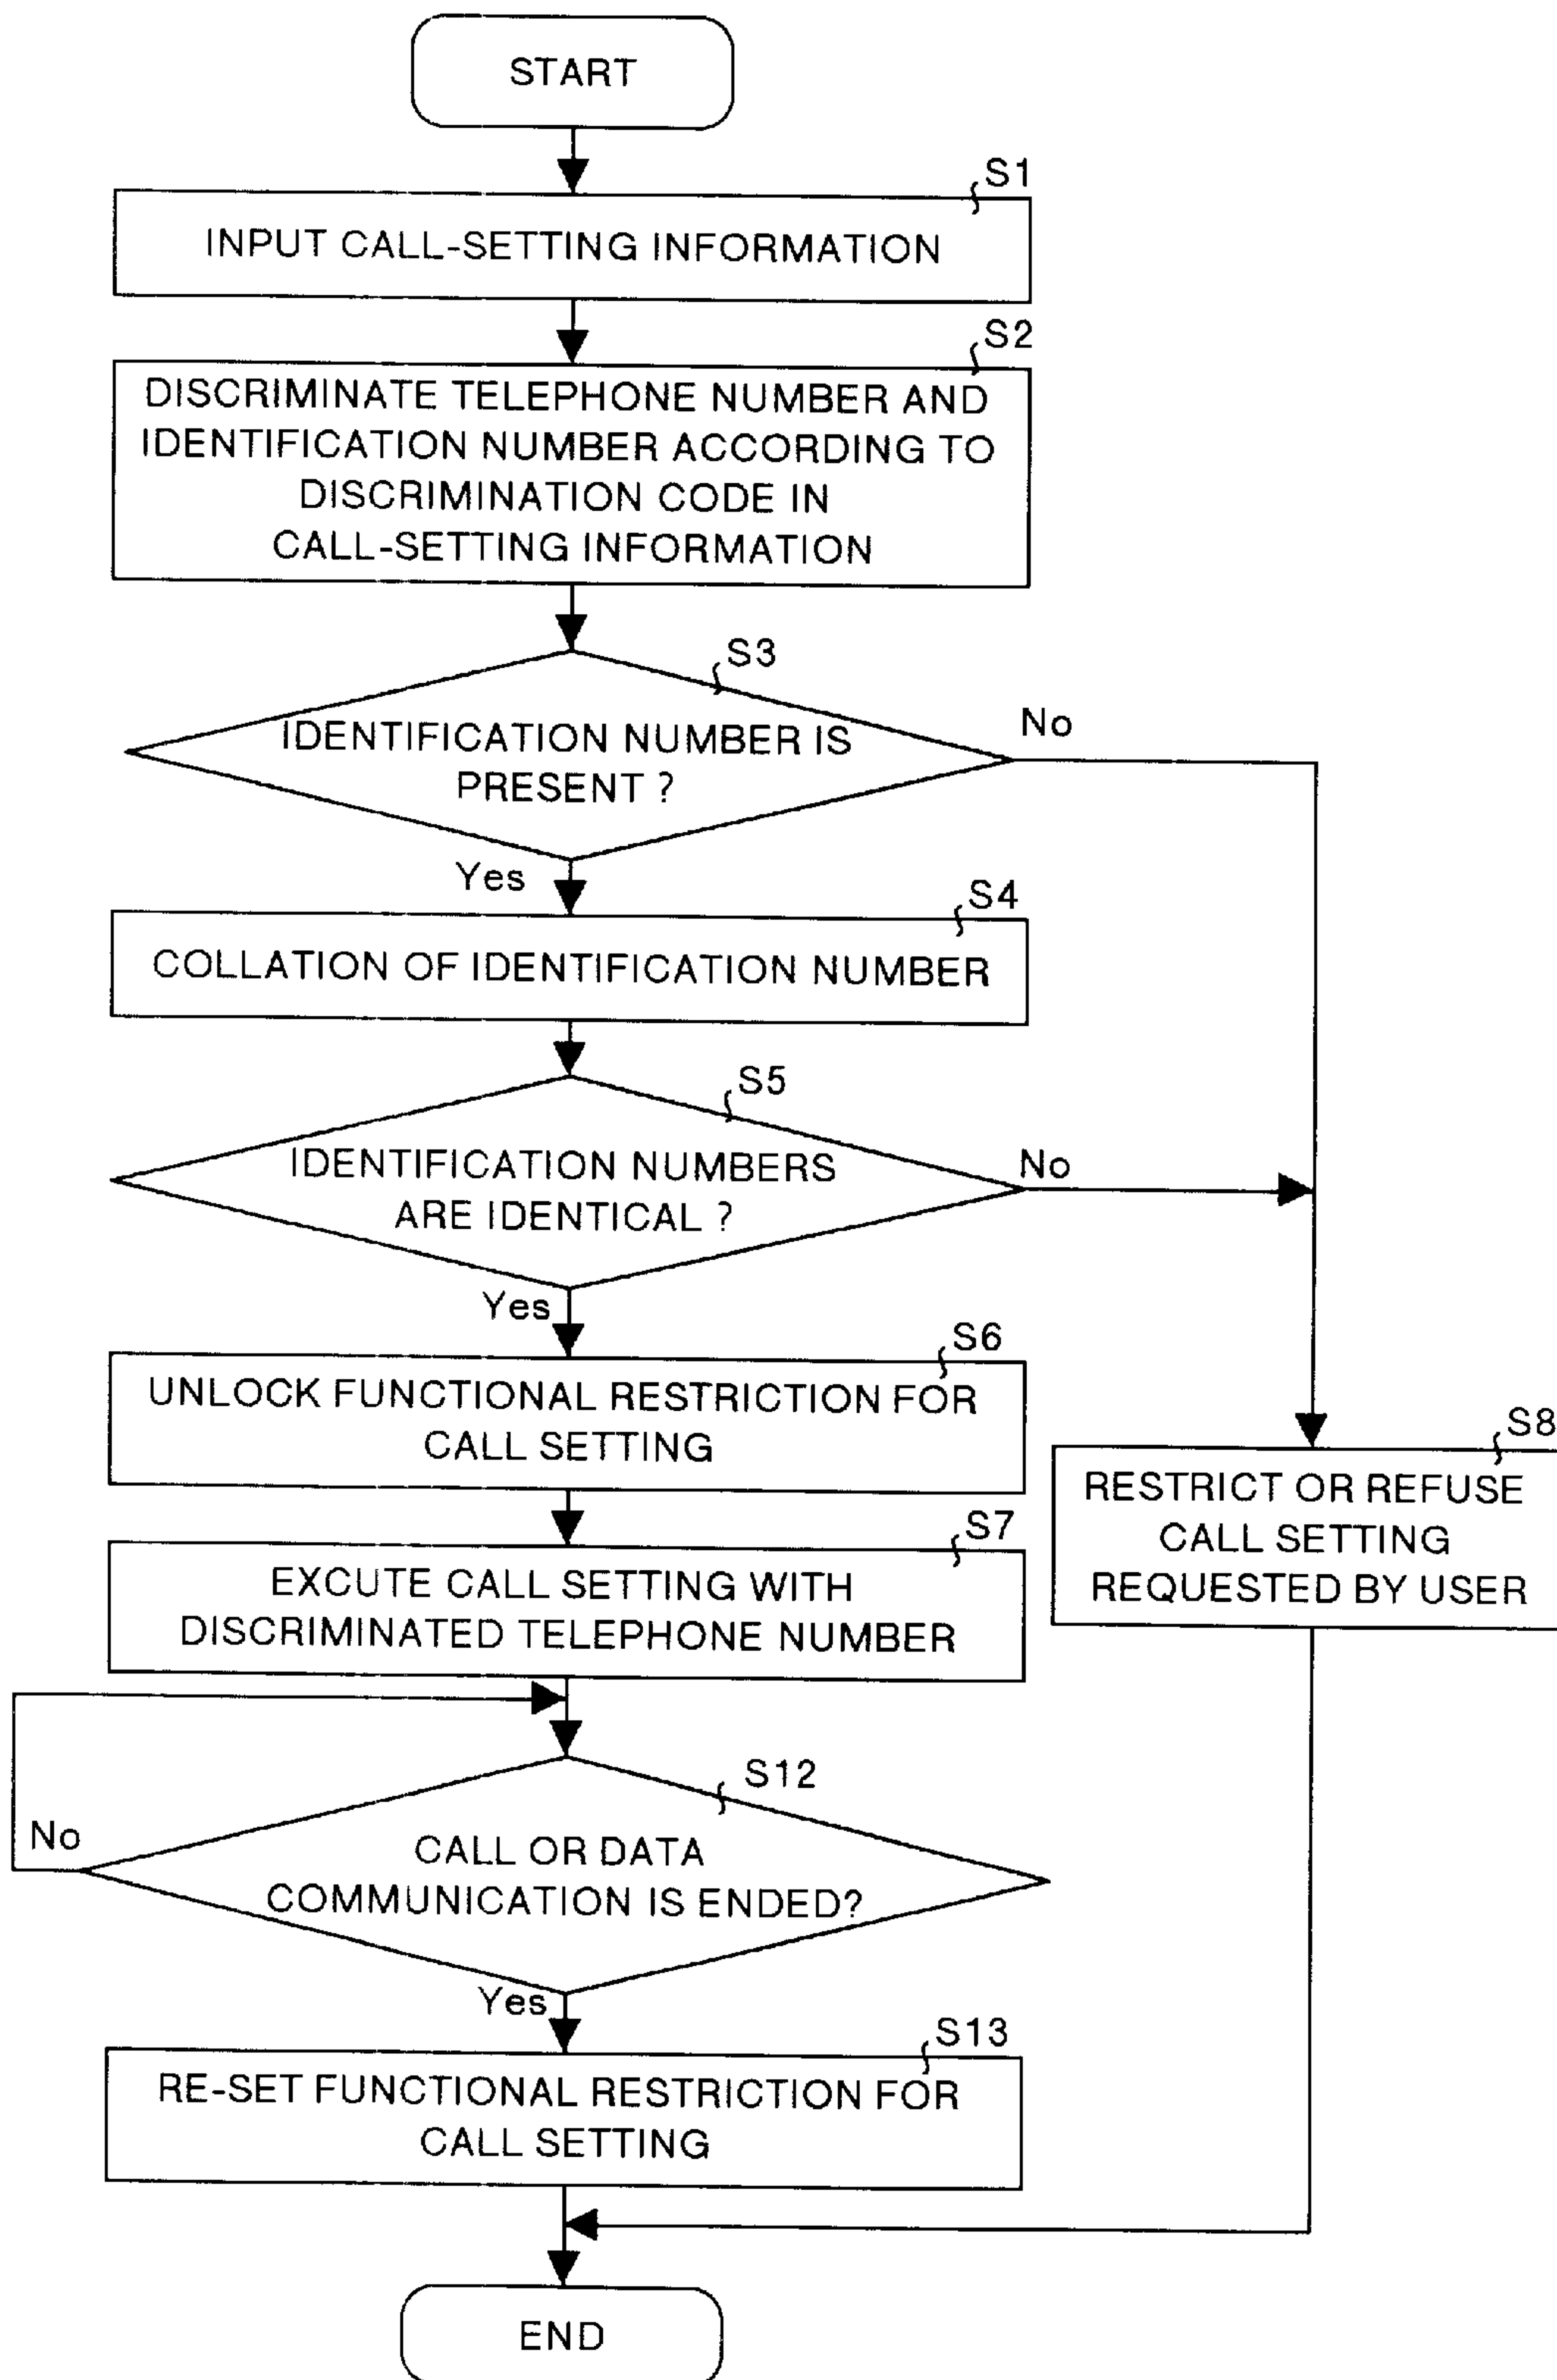 START
S1
INPUT CALL-SETTING INFORMATION
S2
DISCRIMINATE TELEPHONE NUMBER AND
IDENTIFICATION NUMBER ACCORDING TO
DISCRIMINATION CODE IN
CALL-SETTING INFORMATION
S3
IDENTIFICATION NUMBER IS
PRESENT ?
No
Yes
S4
COLLATION OF IDENTIFICATION NUMBER
S5
IDENTIFICATION NUMBERS
ARE IDENTICAL ?
No
Yes
S6
UNLOCK FUNCTIONAL RESTRICTION FOR
CALL SETTING
S8
RESTRICT OR REFUSE
CALL SETTING
REQUESTED BY USER
S7
EXCUTE CALL SETTING WITH
DISCRIMINATED TELEPHONE NUMBER
S12
CALL OR DATA
COMMUNICATION IS ENDED?
No
Yes
S13
RE-SET FUNCTIONAL RESTRICTION FOR
CALL SETTING
END